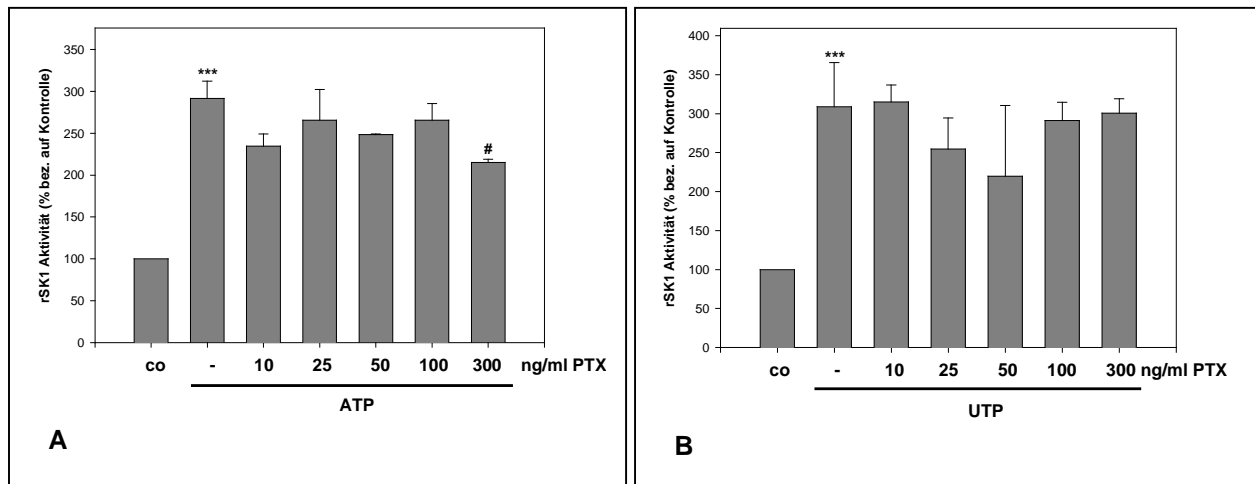 rSK1 Aktivität (% bez. auf Kontrolle)
350
300
250
200
150
100
50
0
***
#
co - 10 25 50 100 300 ng/ml PTX
ATP
A
rSK1 Aktivität (% bez. auf Kontrolle)
400
350
300
250
200
150
100
50
0
***
co - 10 25 50 100 300 ng/ml PTX
UTP
B